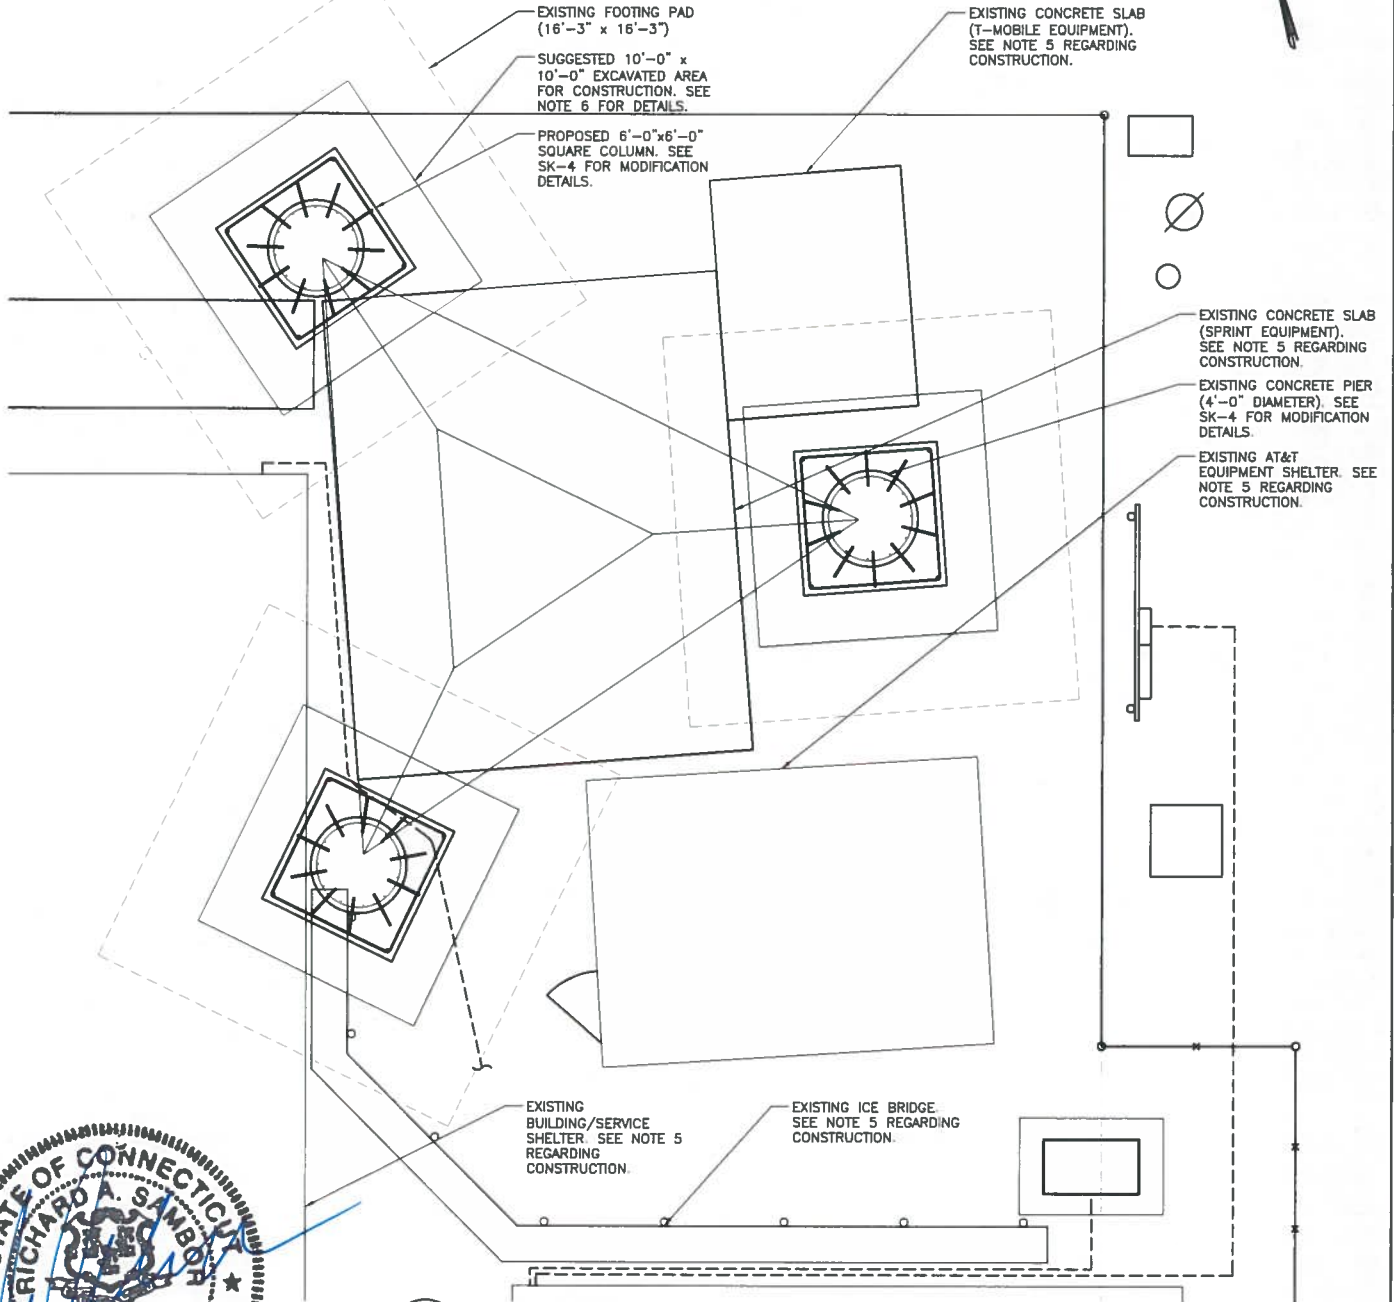 EXISTING FOOTING PAD
(16'-3" x 16'-3")
SUGGESTED 10'-0" x
10'-0" EXCAVATED AREA
FOR CONSTRUCTION. SEE
NOTE 6 FOR DETAILS.
PROPOSED 6'-0"x6'-0"
SQUARE COLUMN. SEE
SK-4 FOR MODIFICATION
DETAILS.
EXISTING CONCRETE SLAB
(T-MOBILE EQUIPMENT).
SEE NOTE 5 REGARDING
CONSTRUCTION.
EXISTING CONCRETE SLAB
(SPRINT EQUIPMENT).
SEE NOTE 5 REGARDING
CONSTRUCTION.
EXISTING CONCRETE PIER
(4'-0" DIAMETER). SEE
SK-4 FOR MODIFICATION
DETAILS.
EXISTING AT&T
EQUIPMENT SHELTER. SEE
NOTE 5 REGARDING
CONSTRUCTION.
EXISTING
BUILDING/SERVICE
SHELTER. SEE NOTE 5
REGARDING
CONSTRUCTION.
EXISTING ICE BRIDGE.
SEE NOTE 5 REGARDING
CONSTRUCTION.
OF CONNECTICUT
RICHARD A. SAMBOR